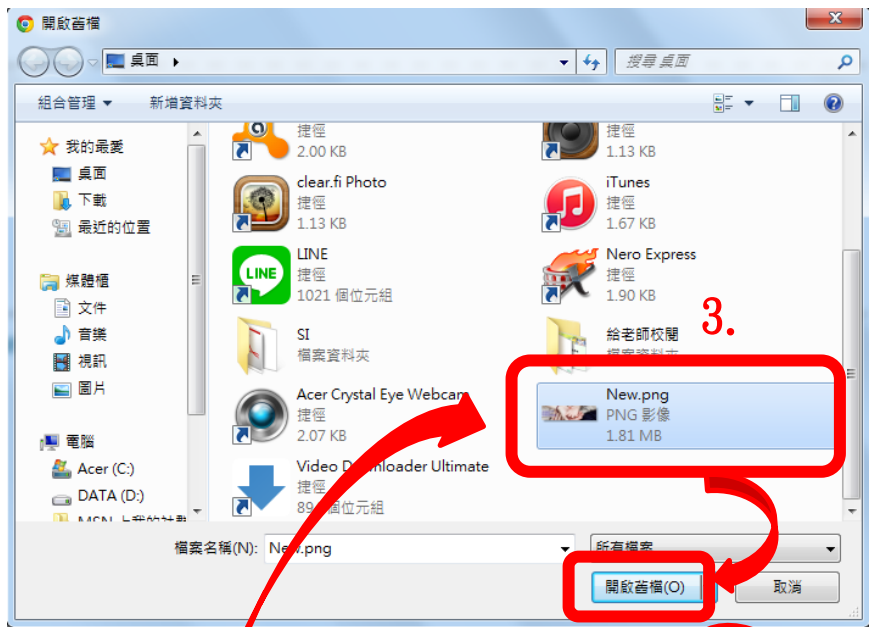 開啟舊檔
桌面
搜尋 桌面
組合管理
新增資料夾
我的最愛
桌面
下載
最近的位置
媒體櫃
文件
音樂
視訊
圖片
電腦
Acer (C:)
DATA (D:)
捷徑
2.00 KB
捷徑
1.13 KB
clear.fi Photo
捷徑
1.13 KB
iTunes
捷徑
1.67 KB
LINE
LINE
捷徑
1021 個位元組
Nero Express
捷徑
1.90 KB
SI
檔案資料夾
給老師校閱
3.
Acer Crystal Eye Webcam
捷徑
2.07 KB
New.png
PNG 影像
1.81 MB
Video Downloader Ultimate
捷徑
個位元組
檔案名稱(N):
New.png
所有檔案
開啟舊檔(O)
取消